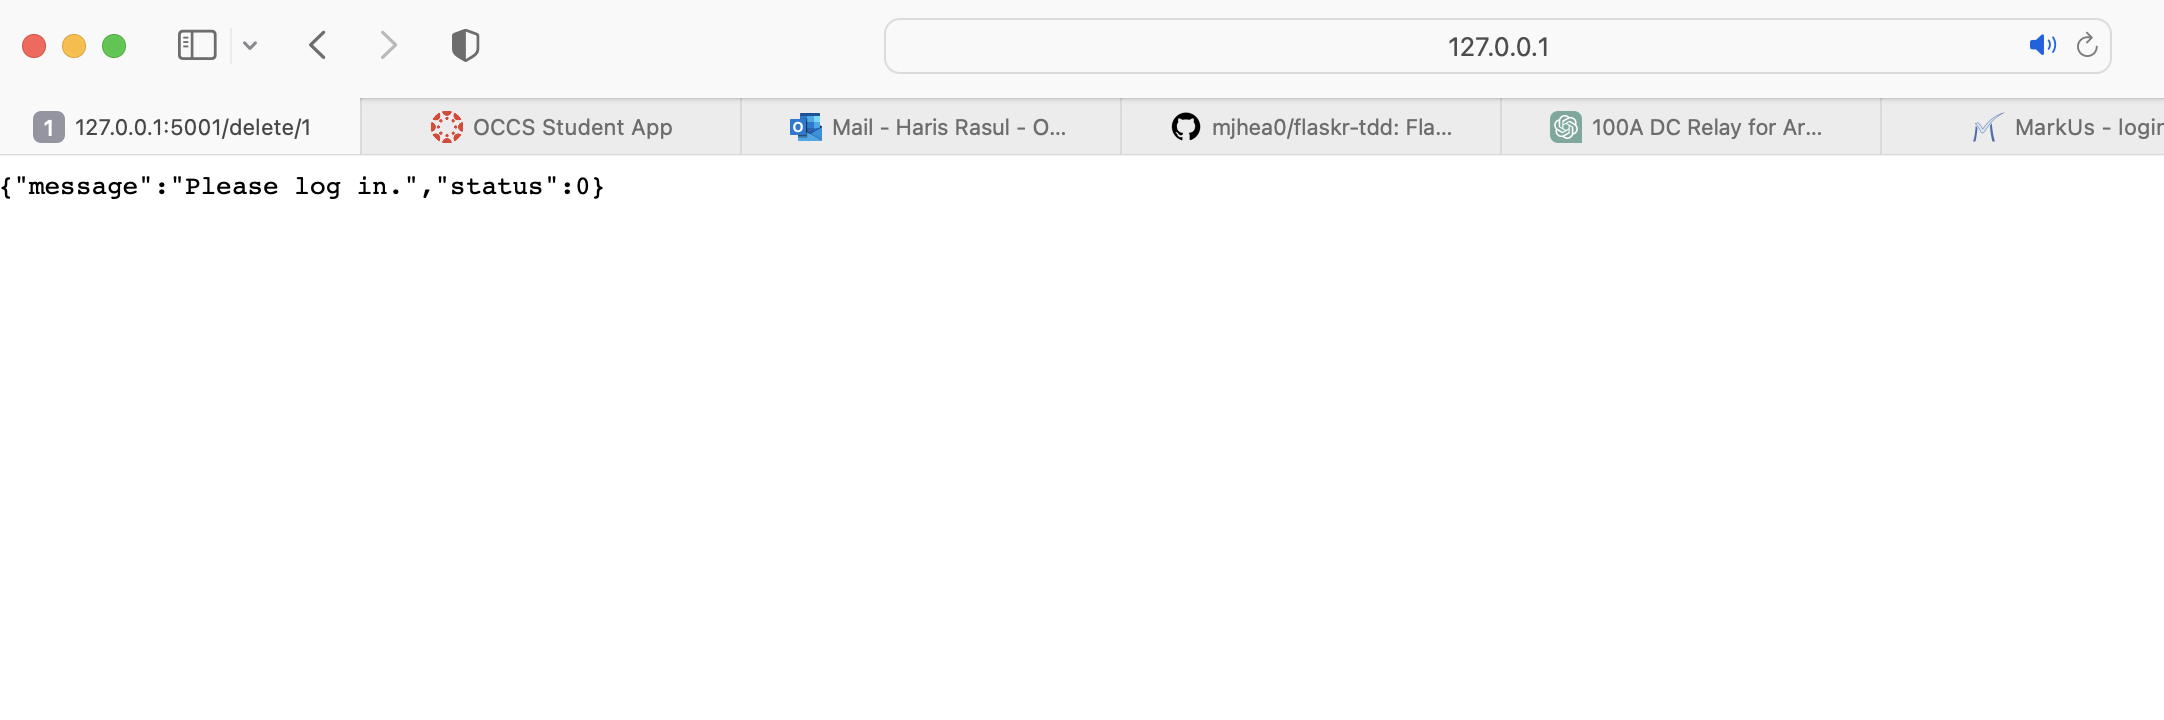 127.0.0.1
1 127.0.0.1:5001/delete/1
OCCS Student App
Mail - Haris Rasul - O...
mjhea0/flaskr-tdd: Fla...
100A DC Relay for Ar...
MarkUs - login
{"message":"Please log in.","status":0}